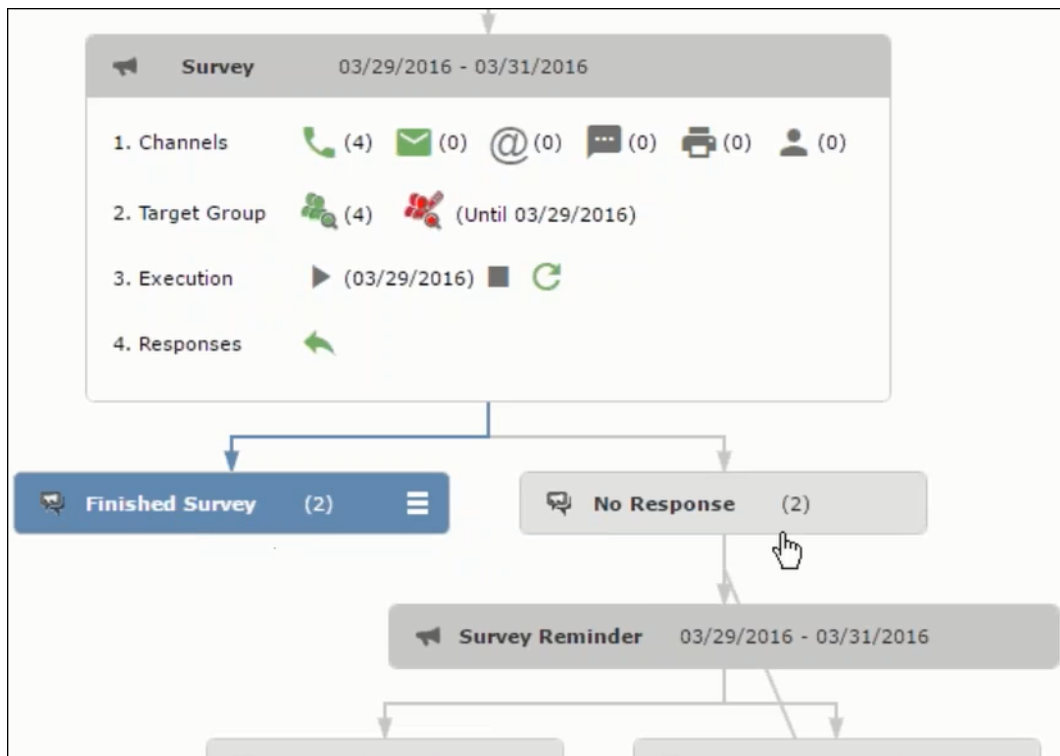 Survey 03/29/2016 - 03/31/2016
1. Channels (4) (0) @ (0) (0) (0) (0)
2. Target Group (4) (Until 03/29/2016)
3. Execution (03/29/2016)
4. Responses
Finished Survey (2)
No Response (2)
Survey Reminder 03/29/2016 - 03/31/2016